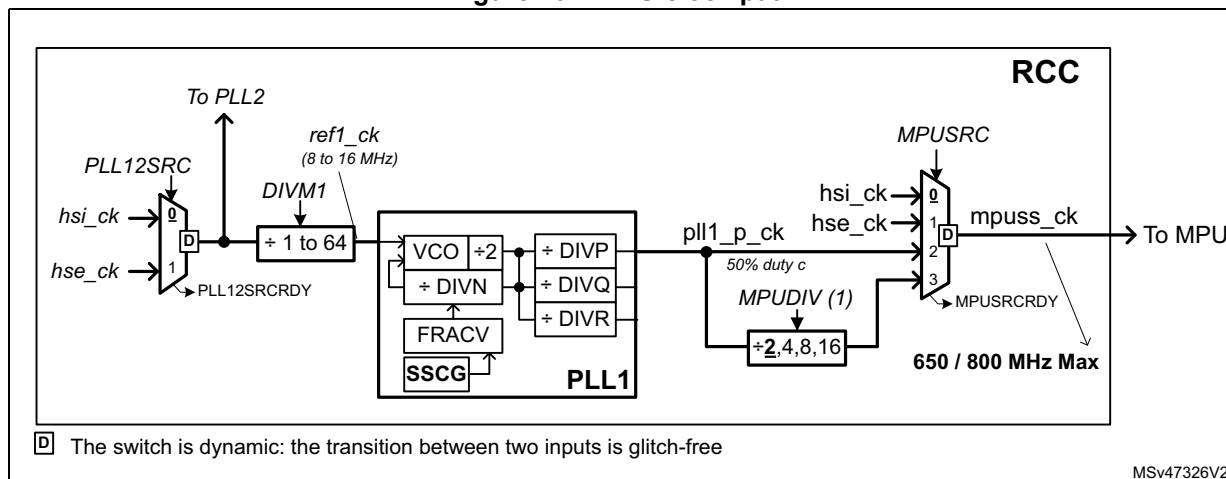 RCC
To PLL2
ref1_ck
(8 to 16 MHz)
MPUSRC
PLL12SRC
DIVM1
hsi_ck
0
hsi_ck
0
D
÷ 1 to 64
VCO
÷2
÷ DIVP
pll1_p_ck
hse_ck
1
D
mpuss_ck
To MPU
hse_ck
1
÷ DIVN
÷ DIVQ
50% duty c
2
PLL12SRCRDY
÷ DIVR
MPUDIV (1)
3
MPUSRCRDY
FRACV
÷2,4,8,16
650 / 800 MHz Max
SSCG
PLL1
D The switch is dynamic: the transition between two inputs is glitch-free
MSv47326V2